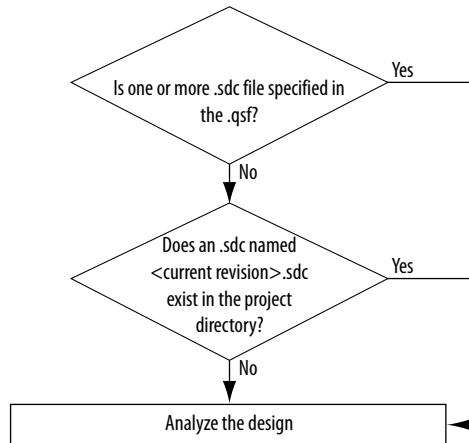 Is one or more .sdc file specified in
the .qsf?
Yes
No
Does an .sdc named
<current revision>.sdc
exist in the project
directory?
Yes
No
Analyze the design